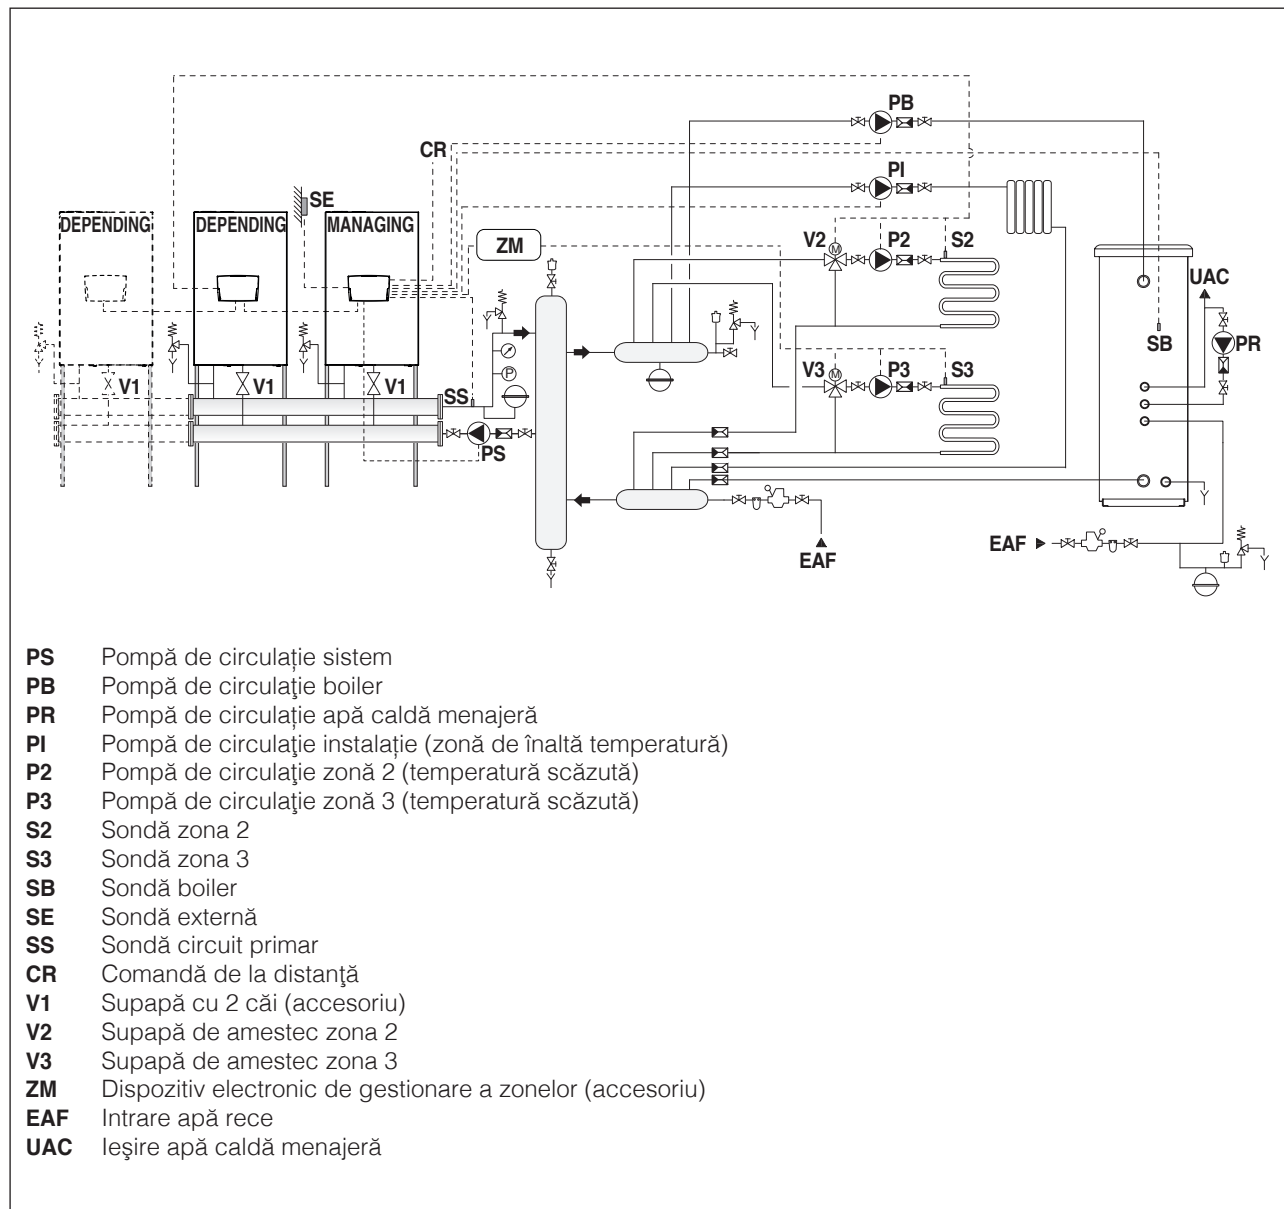 PB
CR
PI
SE
DEPENDING
DEPENDING
MANAGING
V2
P2
S2
ZM
UAC
M
SB
PR
V3
P3
S3
M
V1
V1
V1
SS
P
PS
EAF
EAF
PS Pompă de circulație sistem
PB Pompă de circulaţie boiler
PR Pompă de circulație apă caldă menajeră
PI Pompă de circulaţie instalație (zonă de înaltă temperatură)
P2 Pompă de circulaţie zonă 2 (temperatură scăzută)
P3 Pompă de circulaţie zonă 3 (temperatură scăzută)
S2 Sondă zona 2
S3 Sondă zona 3
SB Sondă boiler
SE Sondă externă
SS Sondă circuit primar
CR Comandă de la distanţă
V1 Supapă cu 2 căi (accesoriu)
V2 Supapă de amestec zona 2
V3 Supapă de amestec zona 3
ZM Dispozitiv electronic de gestionare a zonelor (accesoriu)
EAF Intrare apă rece
UAC Ieşire apă caldă menajeră